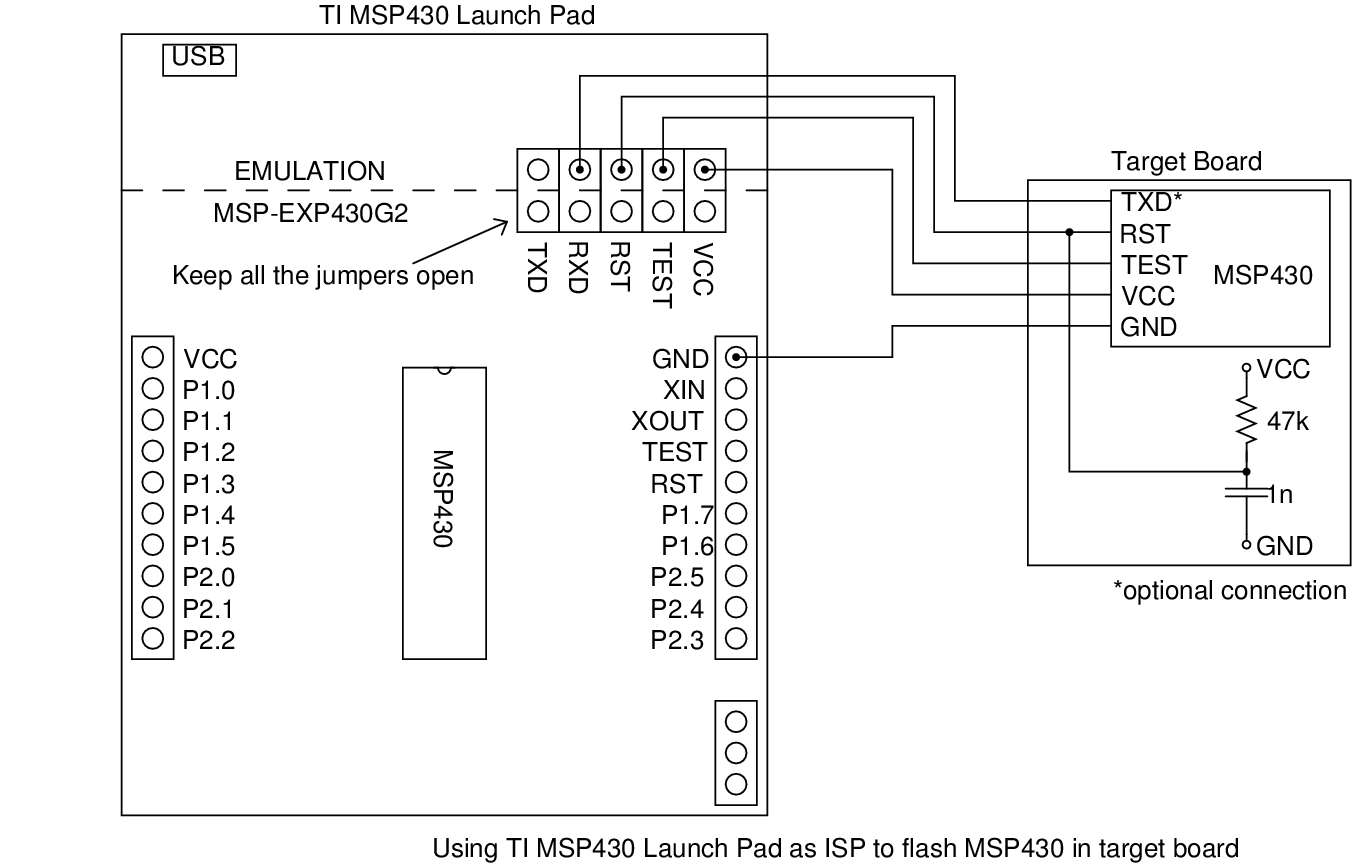 TI MSP430 Launch Pad
USB
EMULATION
MSP-EXP430G2
Keep all the jumpers open
TXD
RXD
RST
TEST
VCC
VCC
P1.0
P1.1
P1.2
P1.3
P1.4
P1.5
P2.0
P2.1
P2.2
MSP430
GND
XIN
XOUT
TEST
RST
P1.7
P1.6
P2.5
P2.4
P2.3
Target Board
TXD*
RST
TEST
VCC
GND
MSP430
VCC
47k
1n
GND
*optional connection
Using TI MSP430 Launch Pad as ISP to flash MSP430 in target board